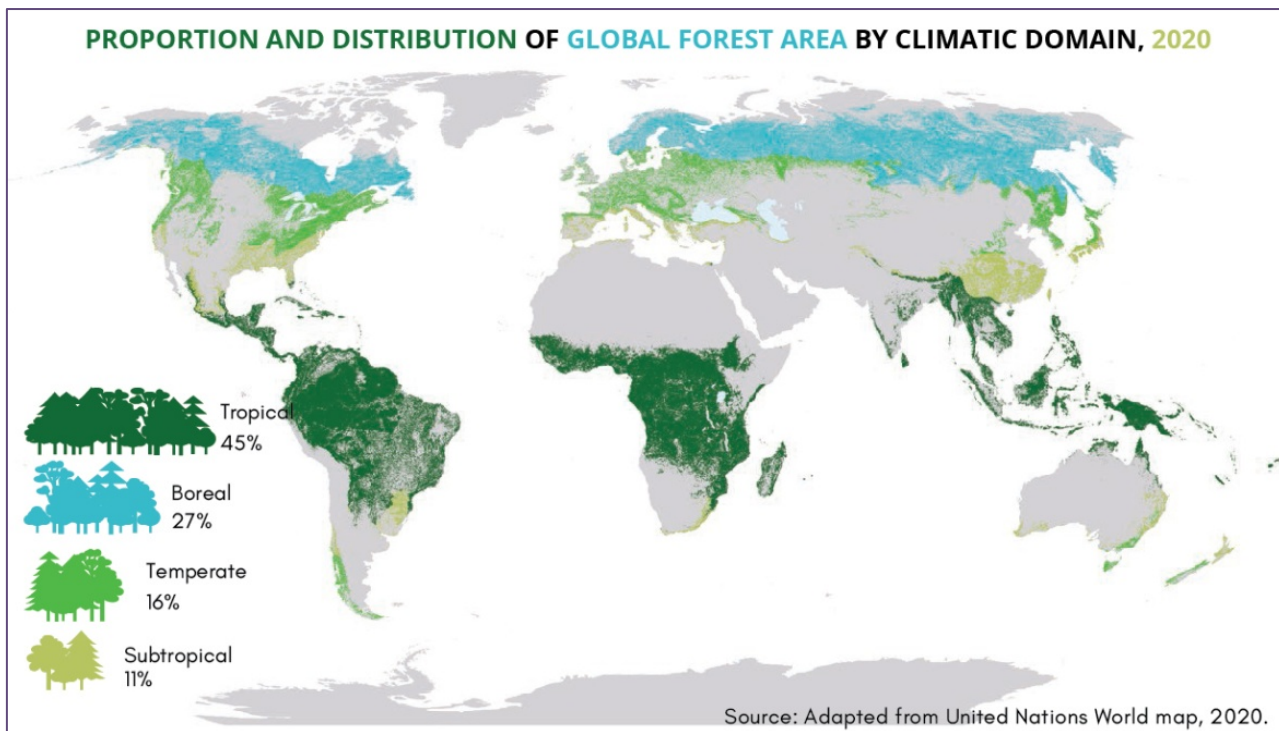 PROPORTION AND DISTRIBUTION OF GLOBAL FOREST AREA BY CLIMATIC DOMAIN, 2020
Tropical
45%
Boreal
27%
Temperate
16%
Subtropical
11%
Source: Adapted from United Nations World map, 2020.